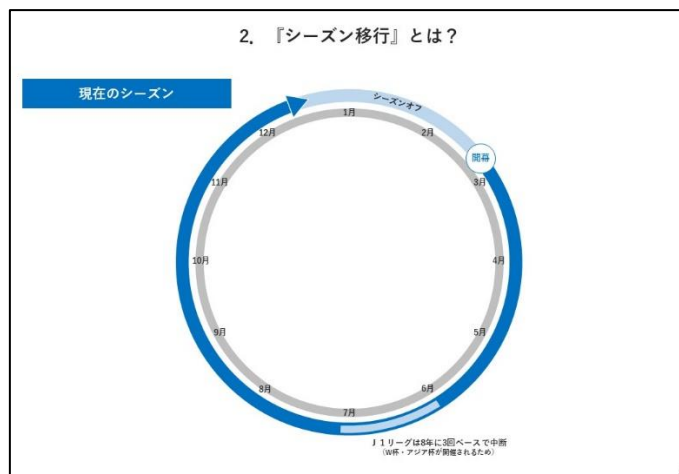 2. 『シーズン移行』とは？
現在のシーズン
シーズンオフ
1月
2月
開幕
3月
4月
5月
6月
7月
8月
9月
10月
11月
12月
Ｊ１リーグは8年に3回ペースで中断
（W杯・アジア杯が開催されるため）